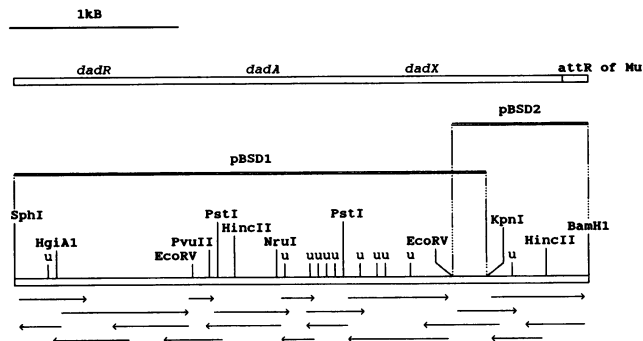 1kB
dadR dadA dadX attR of Mu
pBSD2
pBSD1
SphI PstI PstI KpnI BamH1
HgiA1 PvuII HincII NruI EcoRV HincII
u EcoRV u uuuu u uu u u